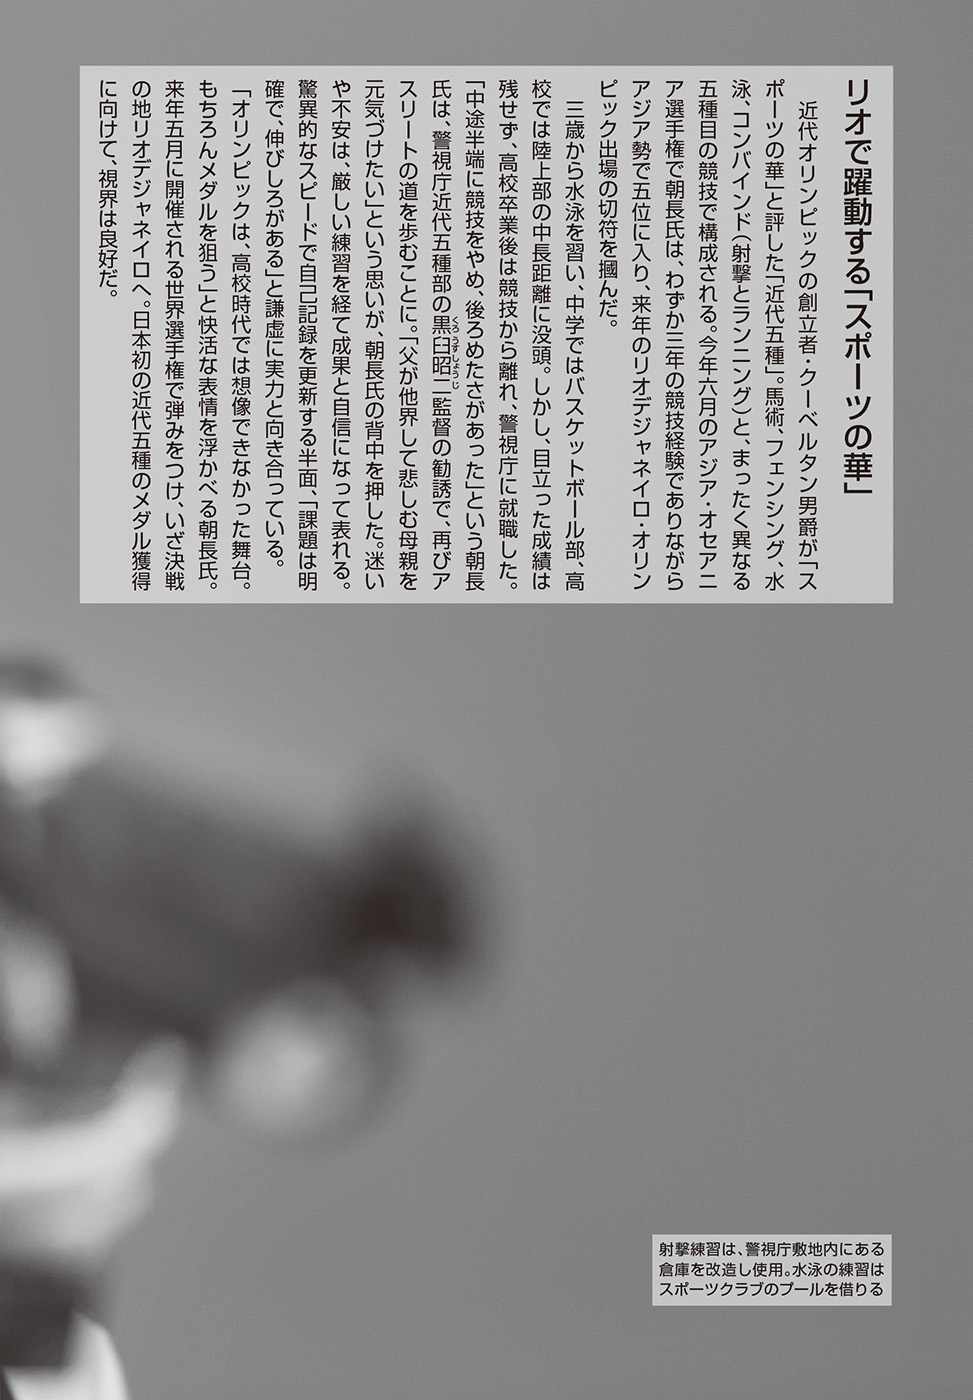 リオで躍動する「スポーツの華」
近代オリンピックの創立者・クーベルタン男爵が「ス
ポーツの華」と評した「近代五種」。馬術、フェンシング、水
泳、コンバインド（射撃とランニング）と、まったく異なる
五種目の競技で構成される。今年六月のアジア・オセアニ
ア選手権で朝長氏は、わずか三年の競技経験でありながら
アジア勢で五位に入り、来年のリオデジャネイロ・オリン
ピック出場の切符を摑んだ。
三歳から水泳を習い、中学ではバスケットボール部、高
校では陸上部の中長距離に没頭。しかし、目立った成績は
残せず、高校卒業後は競技から離れ、警視庁に就職した。
「中途半端に競技をやめ、後ろめたさがあった」という朝長
氏は、警視庁近代五種部の黒臼昭二監督の勧誘で、再びア
くろうすしょうじ
スリートの道を歩むことに。「父が他界して悲しむ母親を
元気づけたい」という思いが、朝長氏の背中を押した。迷い
や不安は、厳しい練習を経て成果と自信になって表れる。
驚異的なスピードで自己記録を更新する半面、「課題は明
確で、伸びしろがある」と謙虚に実力と向き合っている。
「オリンピックは、高校時代では想像できなかった舞台。
もちろんメダルを狙う」と快活な表情を浮かべる朝長氏。
来年五月に開催される世界選手権で弾みをつけ、いざ決戦
の地リオデジャネイロへ。日本初の近代五種のメダル獲得
に向けて、視界は良好だ。
射撃練習は、警視庁敷地内にある
倉庫を改造し使用。水泳の練習は
スポーツクラブのプールを借りる